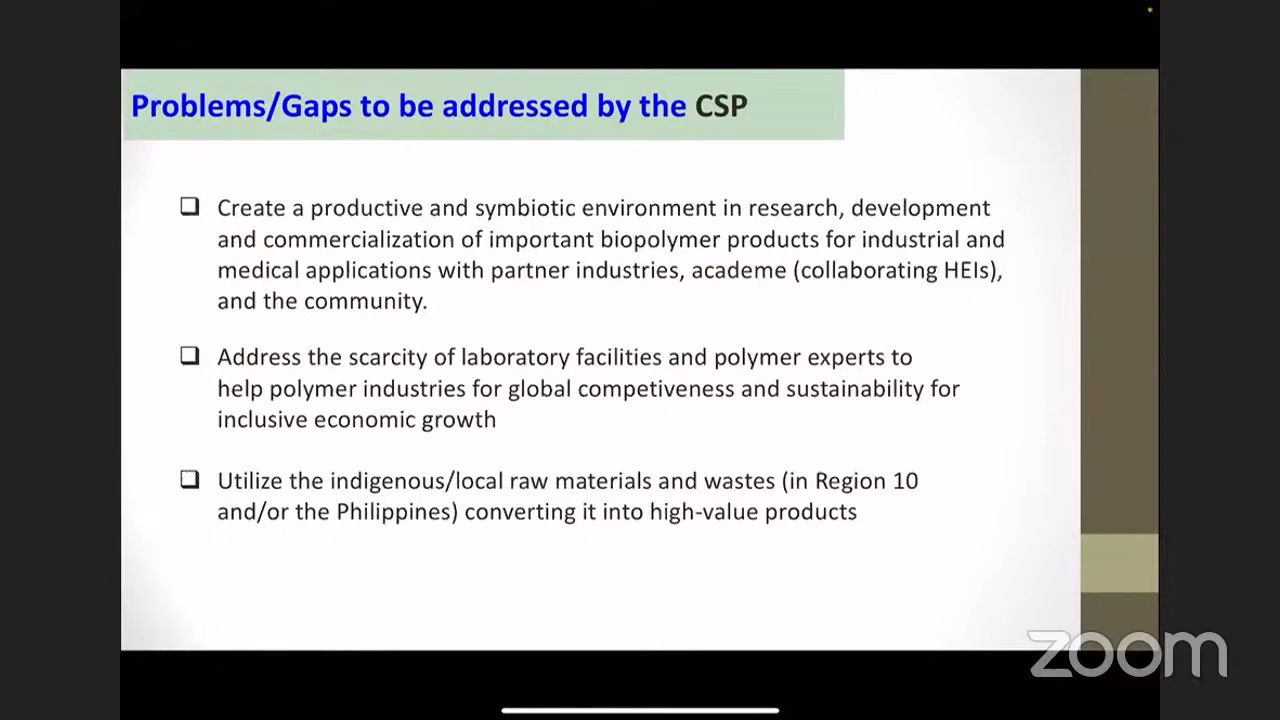 Problems/Gaps to be addressed by the CSP
Create a productive and symbiotic environment in research, development
and commercialization of important biopolymer products for industrial and
medical applications with partner industries, academe (collaborating HEIs),
and the community.
Address the scarcity of laboratory facilities and polymer experts to
help polymer industries for global competiveness and sustainability for
inclusive economic growth
Utilize the indigenous/local raw materials and wastes (in Region 10
and/or the Philippines) converting it into high-value products
zoom